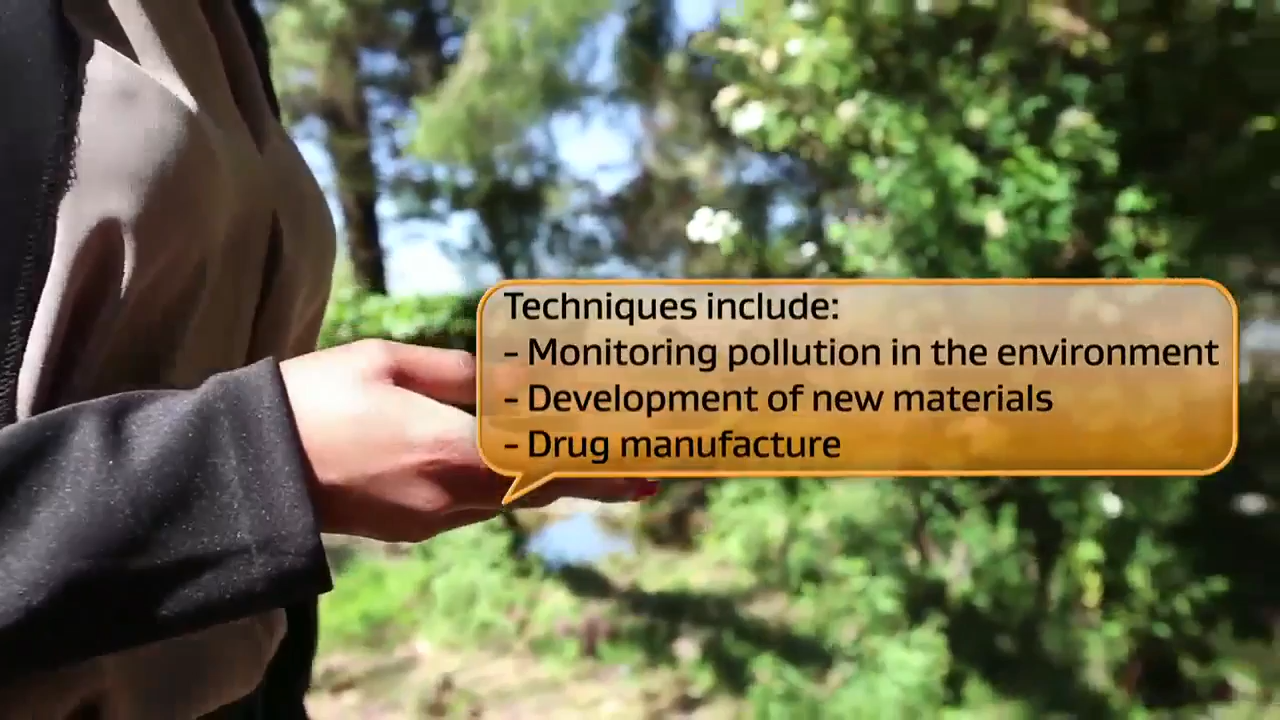 Techniques include:
- Monitoring pollution in the environment
- Development of new materials
- Drug manufacture